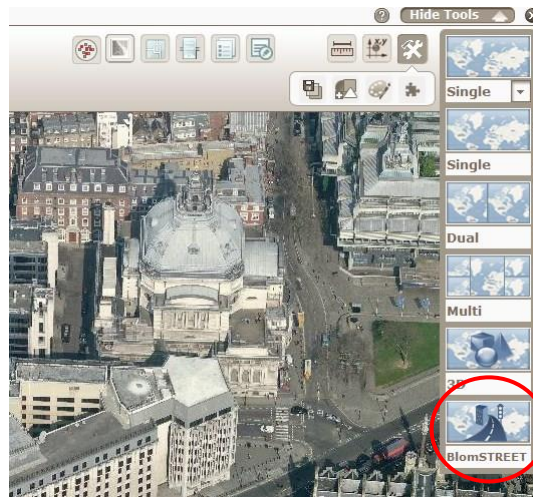 Hide Tools
X,Y
Single
Single
Dual
Multi
3D
BlomSTREET